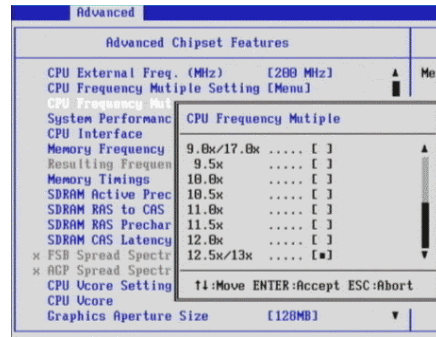 Advanced
Advanced Chipset Features
Me
CPU External Freq. (MHz) [200 MHz]
CPU Frequency Mutiple Setting [Menu]
CPU Frequency Mut
System Performanc
CPU Interface
Memory Frequency
Resulting Frequen
Memory Timings
SDRAM Active Prec
SDRAM RAS to CAS
SDRAM RAS Prechar
SDRAM CAS Latency
x FSB Spread Spectr
x AGP Spread Spectr
CPU Vcore Setting
CPU Vcore
Graphics Aperture Size [128MB]
CPU Frequency Mutiple
9.0x/17.0x ..... [ ]
9.5x ..... [ ]
10.0x ..... [ ]
10.5x ..... [ ]
11.0x ..... [ ]
11.5x ..... [ ]
12.0x ..... [ ]
12.5x/13x ..... [■]
↑↓:Move ENTER:Accept ESC:Abort